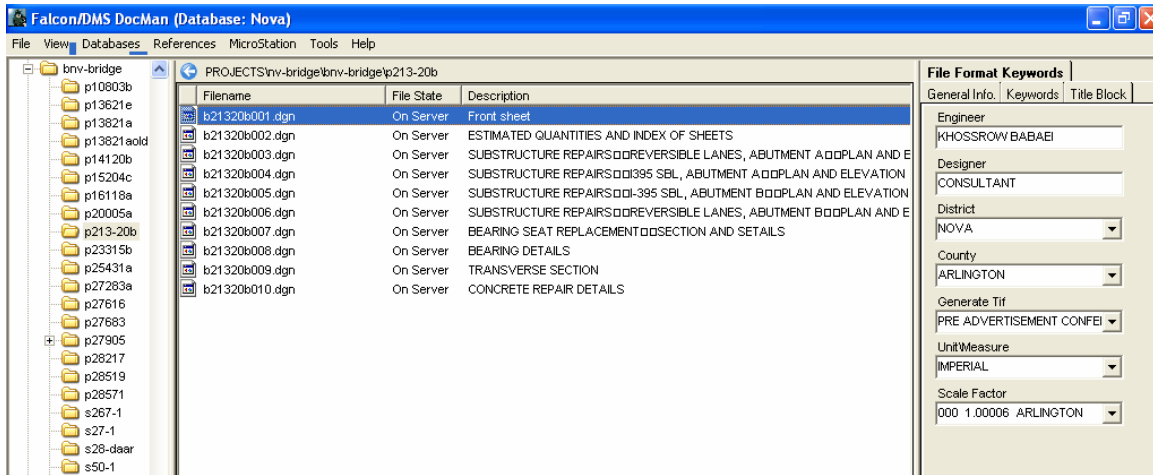 Falcon/DMS DocMan (Database: Nova)
File View Databases References MicroStation Tools Help
bnv-bridge
p10803b
p13621e
p13821a
p13821aold
p14120b
p15204c
p16118a
p20005a
p213-20b
p23315b
p25431a
p27283a
p27616
p27683
p27905
p28217
p28519
p28571
s267-1
s27-1
s28-daar
s50-1
PROJECTS\nv-bridge\bnv-bridge\p213-20b
Filename File State Description
b21320b001.dgn On Server Front sheet
b21320b002.dgn On Server ESTIMATED QUANTITIES AND INDEX OF SHEETS
b21320b003.dgn On Server SUBSTRUCTURE REPAIRS□□REVERSIBLE LANES, ABUTMENT A□□PLAN AND E
b21320b004.dgn On Server SUBSTRUCTURE REPAIRS□□I395 SBL, ABUTMENT A□□PLAN AND ELEVATION
b21320b005.dgn On Server SUBSTRUCTURE REPAIRS□□I-395 SBL, ABUTMENT B□□PLAN AND ELEVATION
b21320b006.dgn On Server SUBSTRUCTURE REPAIRS□□REVERSIBLE LANES, ABUTMENT B□□PLAN AND E
b21320b007.dgn On Server BEARING SEAT REPLACEMENT□□SECTION AND SETAILS
b21320b008.dgn On Server BEARING DETAILS
b21320b009.dgn On Server TRANSVERSE SECTION
b21320b010.dgn On Server CONCRETE REPAIR DETAILS
File Format Keywords
General Info. Keywords Title Block
Engineer
KHOSSROW BABAEI
Designer
CONSULTANT
District
NOVA
County
ARLINGTON
Generate Tif
PRE ADVERTISEMENT CONFEI
Unit\Measure
IMPERIAL
Scale Factor
000 1.00006 ARLINGTON